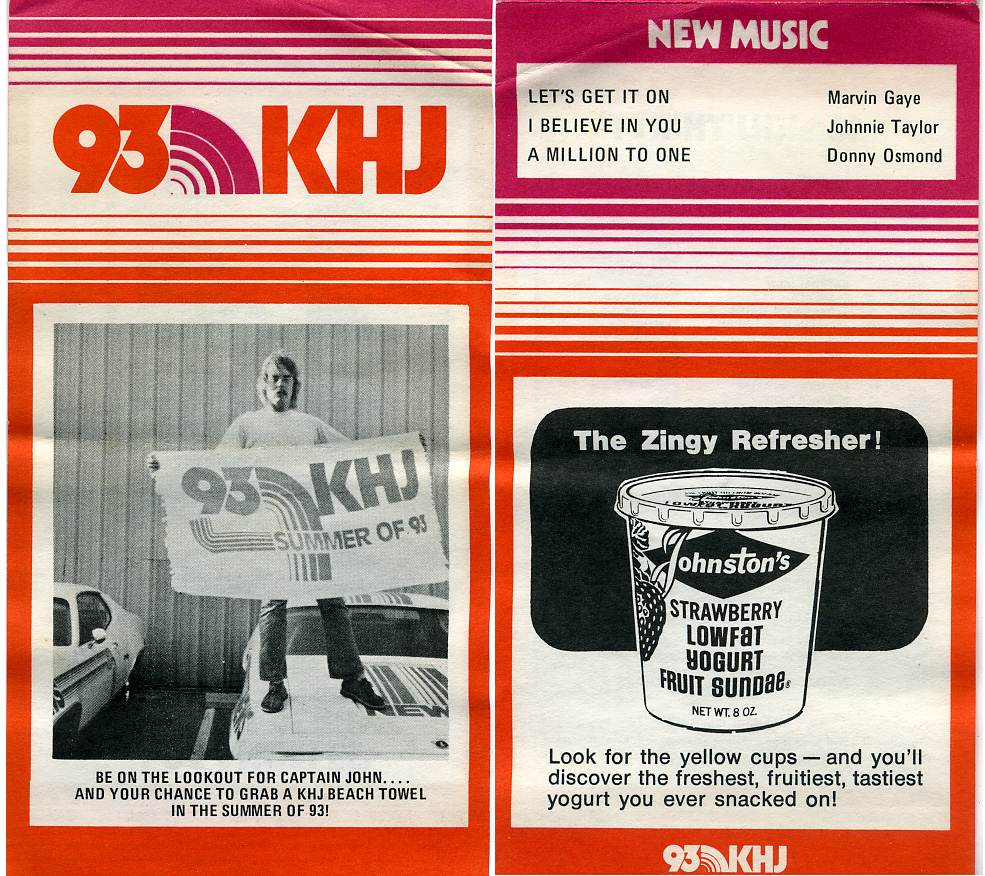 93 KHJ
93 KHJ
SUMMER OF 93
NEW
BE ON THE LOOKOUT FOR CAPTAIN JOHN....
AND YOUR CHANCE TO GRAB A KHJ BEACH TOWEL
IN THE SUMMER OF 93!
NEW MUSIC
LET'S GET IT ON Marvin Gaye
I BELIEVE IN YOU Johnnie Taylor
A MILLION TO ONE Donny Osmond
The Zingy Refresher!
Johnston's
LOWFAT YOGURT
Johnston's
STRAWBERRY
LOWFAT
YOGURT
FRUIT SUNDAE®
NET WT. 8 OZ.
Look for the yellow cups — and you'll
discover the freshest, fruitiest, tastiest
yogurt you ever snacked on!
93 KHJ